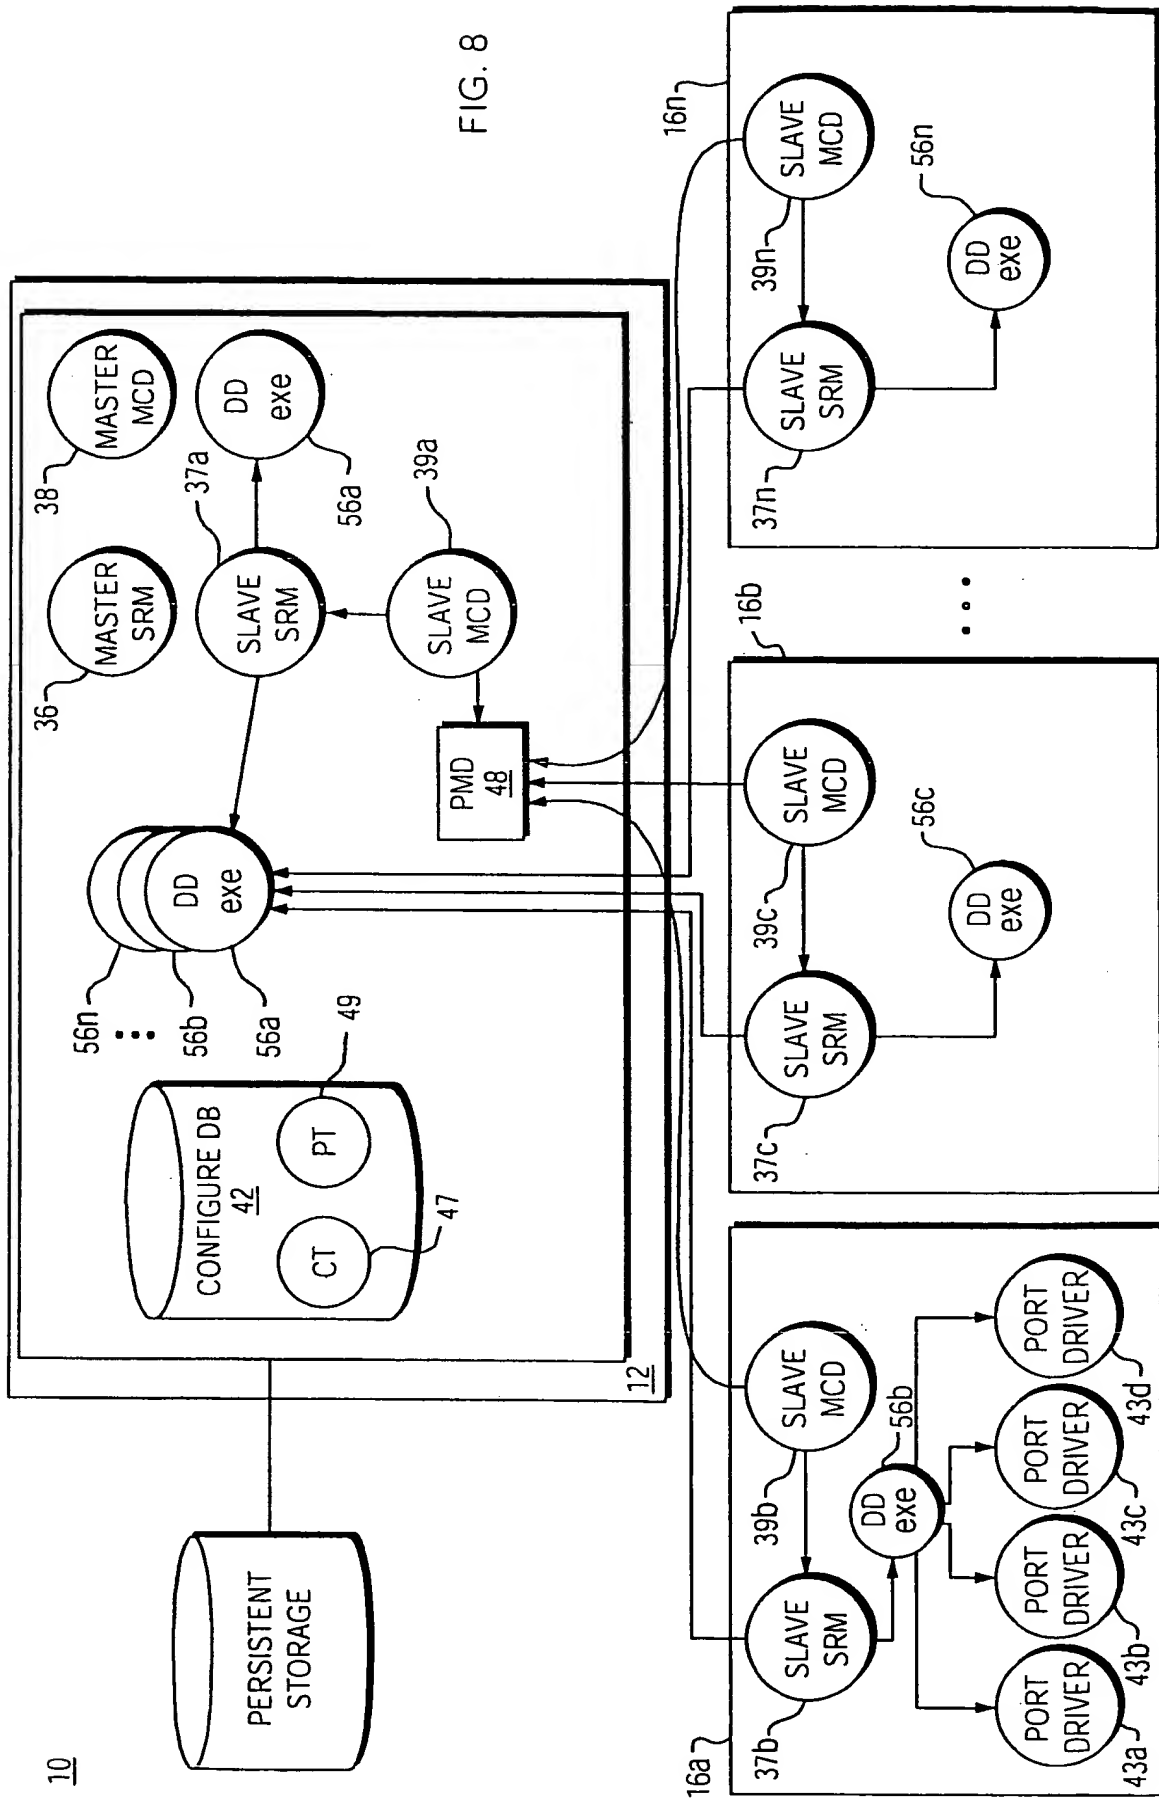 10
PERSISTENT
STORAGE
12
CONFIGURE DB
42
CT
47
PT
49
56n
56b
56a
DD
exe
36
MASTER
SRM
38
MASTER
MCD
37a
SLAVE
SRM
DD
exe
56a
39a
SLAVE
MCD
PMD
48
FIG. 8
16a
37b
SLAVE
SRM
39b
SLAVE
MCD
DD
exe
56b
PORT
DRIVER
43a
PORT
DRIVER
43b
PORT
DRIVER
43c
PORT
DRIVER
43d
16b
37c
SLAVE
SRM
39c
SLAVE
MCD
DD
exe
56c
16n
37n
SLAVE
SRM
39n
SLAVE
MCD
DD
exe
56n